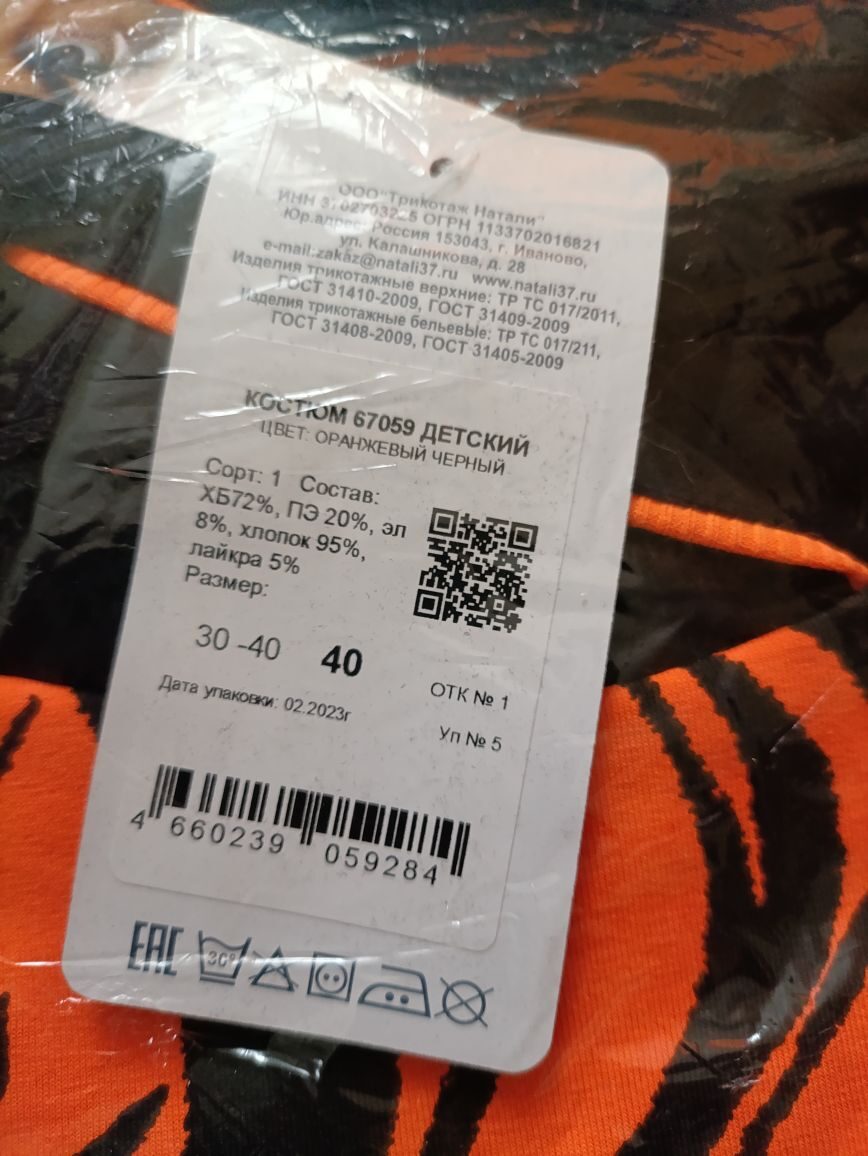 ООО"Трикотаж Натали"
ИНН ОГРН 1133702016821
Юр.адрес: Россия 153043, г. Иваново,
ул. Калашникова, д. 28
e-mail:zakaz@natali37.ru www.natali37.ru
Изделия трикотажные верхние: ТР ТС 017/2011,
ГОСТ 31410-2009, ГОСТ 31409-2009
Изделия трикотажные бельевЫе: ТР ТС 017/211,
ГОСТ 31408-2009, ГОСТ 31405-2009
КОСТЮМ 67059 ДЕТСКИЙ
ЦВЕТ: ОРАНЖЕВЫЙ ЧЕРНЫЙ
Сорт: 1 Состав:
ХБ72%, ПЭ 20%, эл
8%, хлопок 95%,
лайкра 5%
Размер:
30 -40 40
ОТК № 1
Дата упаковки: 02.2023г
Уп № 5
4 660239 059284
EAC 30°